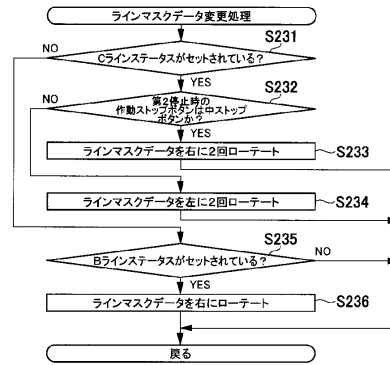 ラインマスクデータ変更処理
S231
NO
Cラインステータスがセットされている?
YES
S232
NO
第2停止時の
作動ストップボタンは中ストップ
ボタンか?
YES
S233
ラインマスクデータを右に2回ローテート
S234
ラインマスクデータを左に2回ローテート
S235
NO
Bラインステータスがセットされている?
YES
S236
ラインマスクデータを右にローテート
戻る